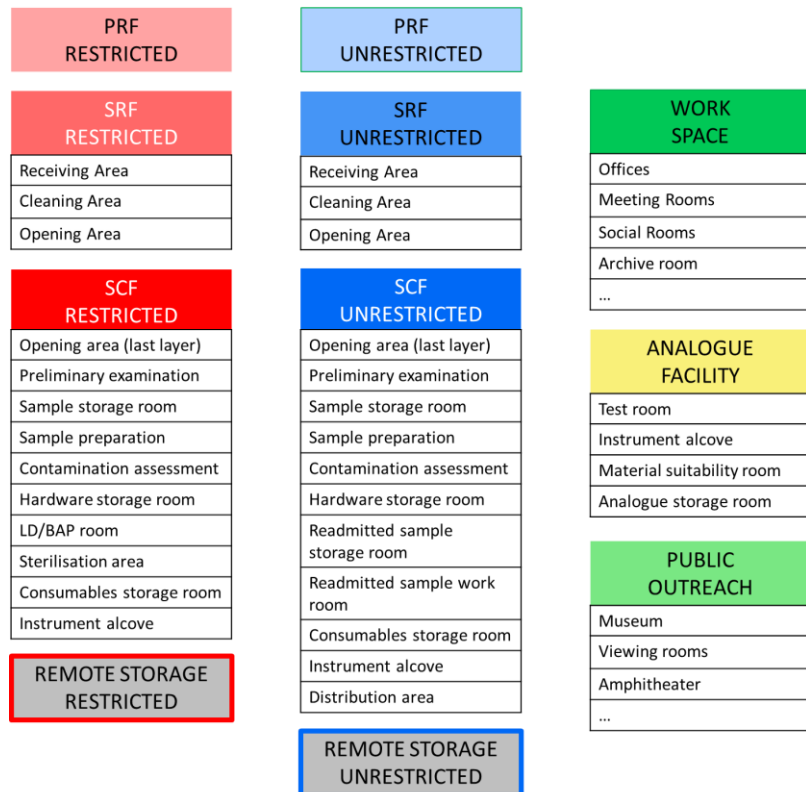 PRF
RESTRICTED
SRF
RESTRICTED
Receiving Area
Cleaning Area
Opening Area
SCF
RESTRICTED
Opening area (last layer)
Preliminary examination
Sample storage room
Sample preparation
Contamination assessment
Hardware storage room
LD/BAP room
Sterilisation area
Consumables storage room
Instrument alcove
REMOTE STORAGE
RESTRICTED
PRF
UNRESTRICTED
SRF
UNRESTRICTED
Receiving Area
Cleaning Area
Opening Area
SCF
UNRESTRICTED
Opening area (last layer)
Preliminary examination
Sample storage room
Sample preparation
Contamination assessment
Hardware storage room
Readmitted sample
storage room
Readmitted sample work
room
Consumables storage room
Instrument alcove
Distribution area
REMOTE STORAGE
UNRESTRICTED
WORK
SPACE
Offices
Meeting Rooms
Social Rooms
Archive room
...
ANALOGUE
FACILITY
Test room
Instrument alcove
Material suitability room
Analogue storage room
PUBLIC
OUTREACH
Museum
Viewing rooms
Amphitheater
...